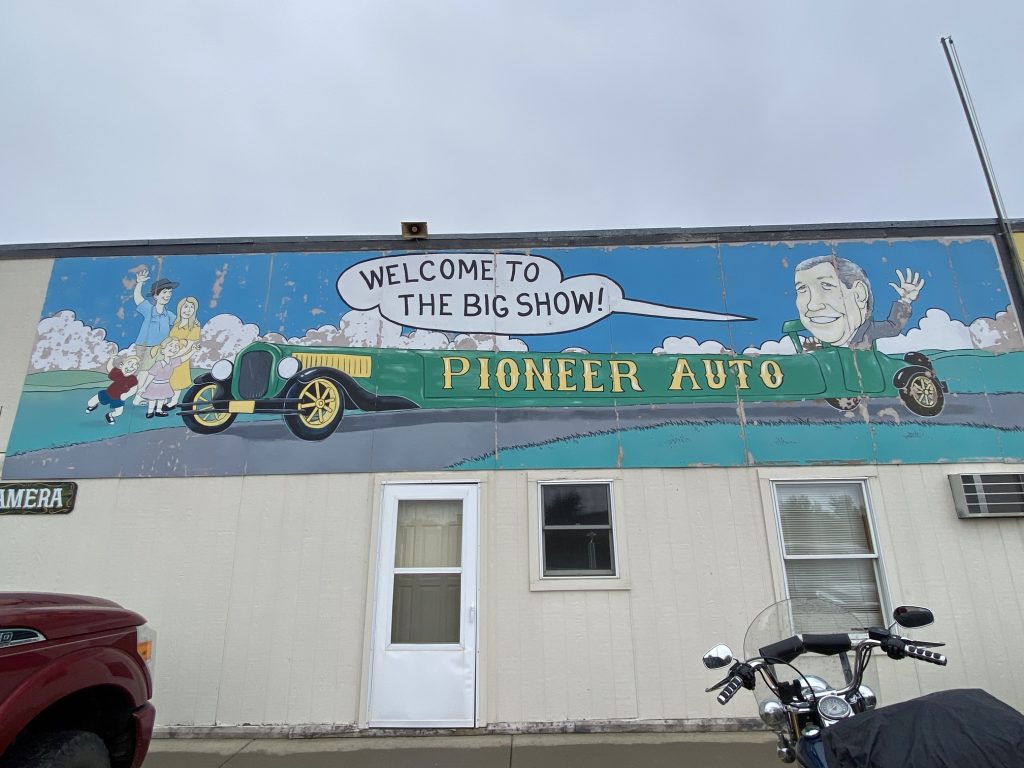 WELCOME TO
THE BIG SHOW!
PIONEER AUTO
AMERA